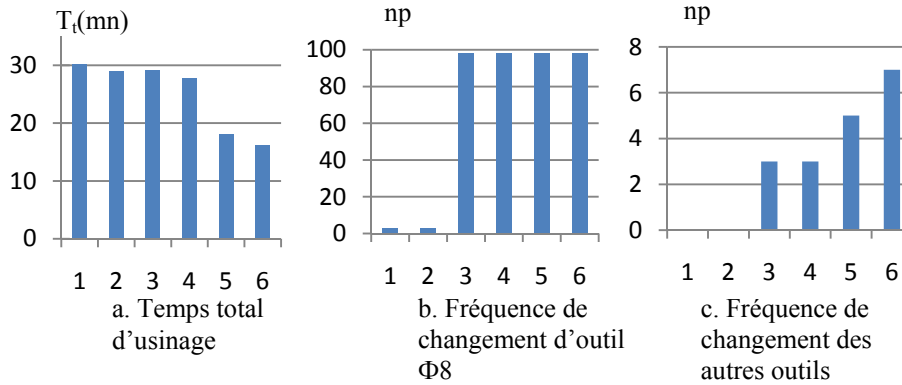 Tt(mn)
30
20
10
0
1 2 3 4 5 6
a. Temps total
d’usinage
np
100
80
60
40
20
0
1 2 3 4 5 6
b. Fréquence de
changement d’outil
Φ8
np
8
6
4
2
0
1 2 3 4 5 6
c. Fréquence de
changement des
autres outils